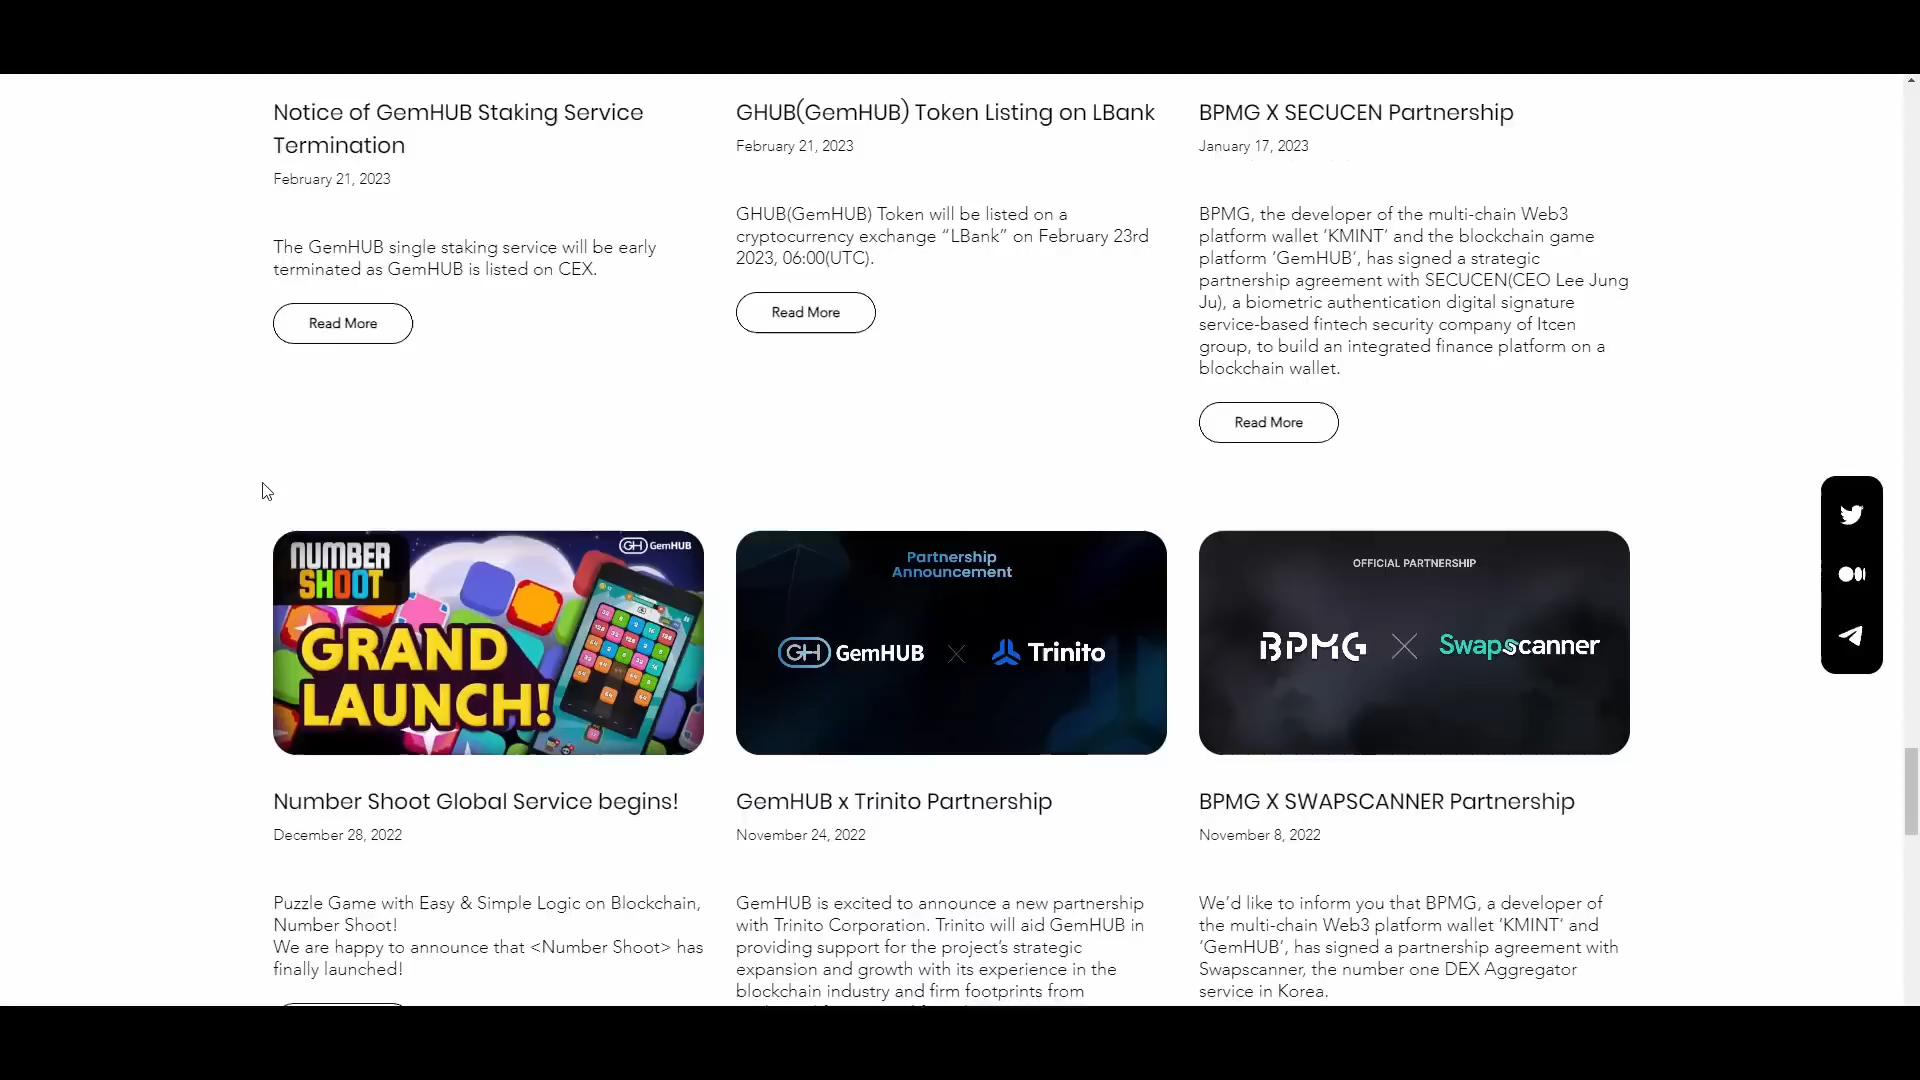 Notice of GemHUB Staking Service
Termination
February 21, 2023
The GemHUB single staking service will be early
terminated as GemHUB is listed on CEX.
Read More
GHUB(GemHUB) Token Listing on LBank
February 21, 2023
GHUB(GemHUB) Token will be listed on a
cryptocurrency exchange “LBank” on February 23rd
2023, 06:00(UTC).
Read More
BPMG X SECUCEN Partnership
January 17, 2023
BPMG, the developer of the multi-chain Web3
platform wallet ‘KMINT’ and the blockchain game
platform ‘GemHUB’, has signed a strategic
partnership agreement with SECUCEN(CEO Lee Jung
Ju), a biometric authentication digital signature
service-based fintech security company of Itcen
group, to build an integrated finance platform on a
blockchain wallet.
Read More
NUMBER
SHOOT
GH GemHUB
GRAND
LAUNCH!
Number Shoot Global Service begins!
December 28, 2022
Puzzle Game with Easy & Simple Logic on Blockchain,
Number Shoot!
We are happy to announce that <Number Shoot> has
finally launched!
Partnership
Announcement
GH GemHUB X Trinito
GemHUB x Trinito Partnership
November 24, 2022
GemHUB is excited to announce a new partnership
with Trinito Corporation. Trinito will aid GemHUB in
providing support for the project’s strategic
expansion and growth with its experience in the
blockchain industry and firm footprints from
OFFICIAL PARTNERSHIP
BPMG X Swapscanner
BPMG X SWAPSCANNER Partnership
November 8, 2022
We’d like to inform you that BPMG, a developer of
the multi-chain Web3 platform wallet ‘KMINT’ and
‘GemHUB’, has signed a partnership agreement with
Swapscanner, the number one DEX Aggregator
service in Korea.